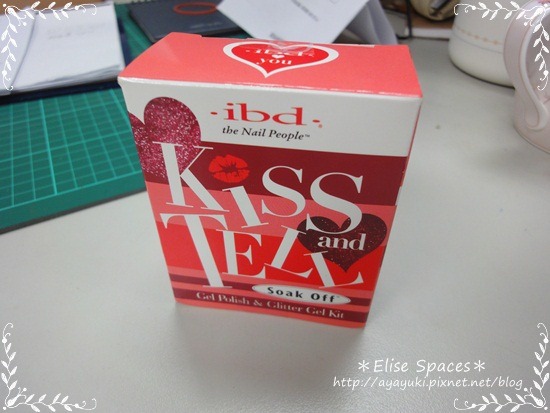 ibd
you
·ibd·
the Nail People™
KISS
and
TELL
Soak Off
Gel Polish & Glitter Gel Kit
*Elise Spaces*
http://ayayuki.pixnet.net/blog